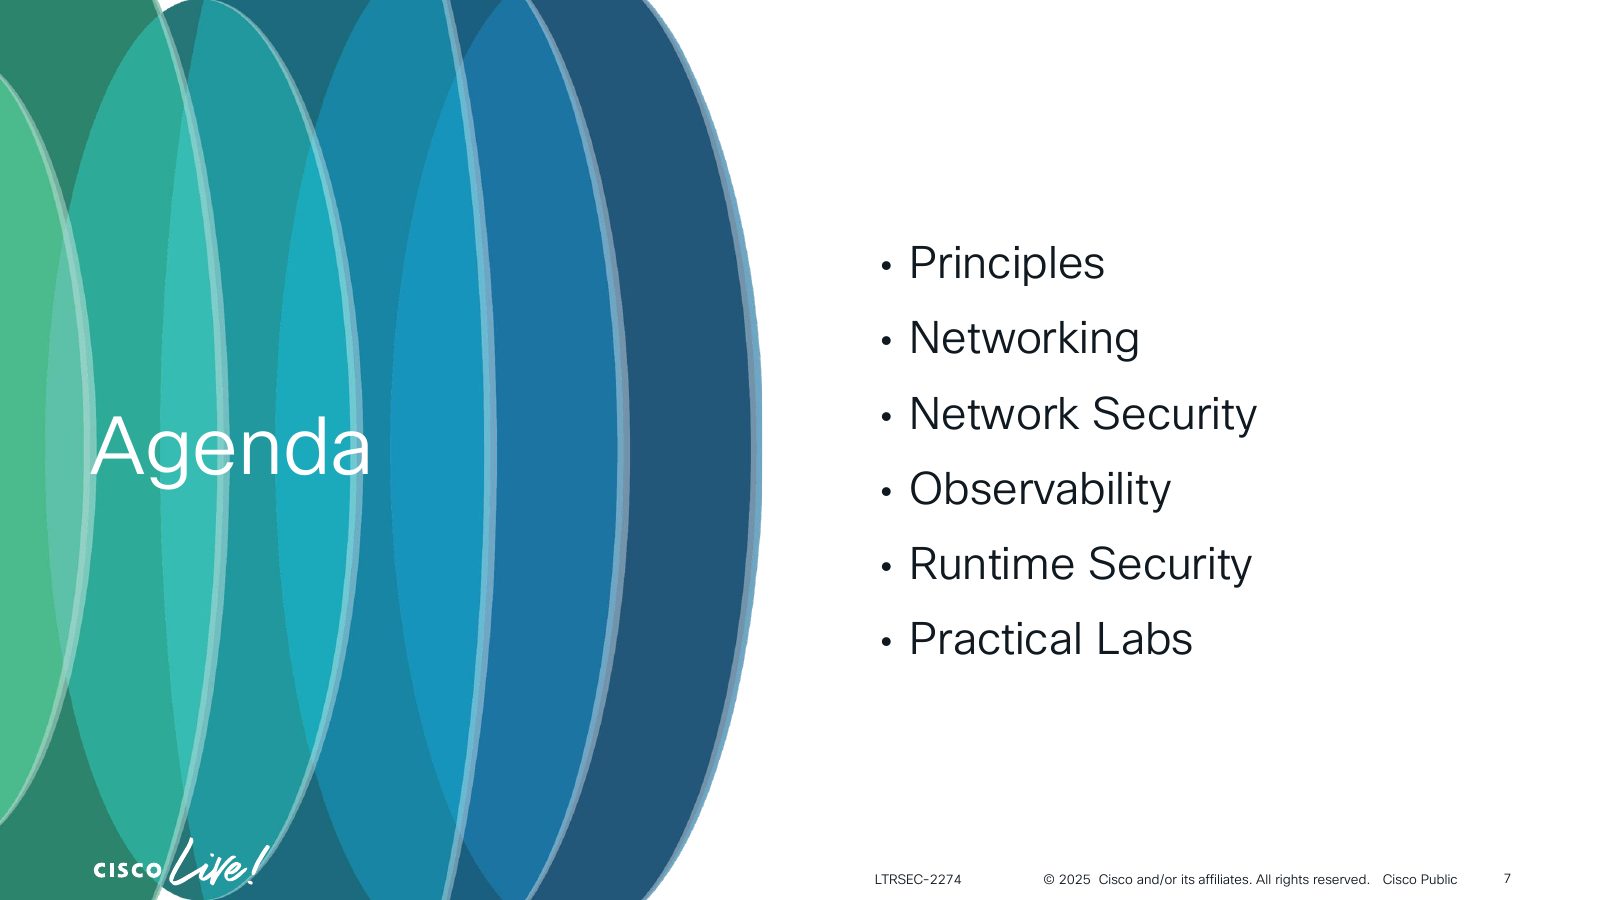 Agenda
• Principles
• Networking
• Network Security
• Observability
• Runtime Security
• Practical Labs
CISCO Live!
LTRSEC-2274 © 2025 Cisco and/or its affiliates. All rights reserved. Cisco Public 7